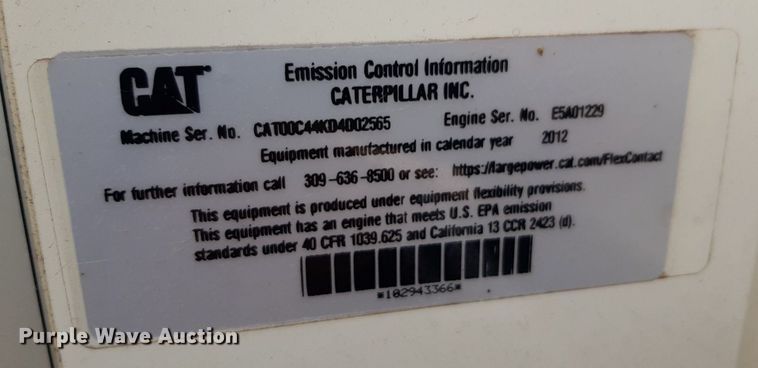 CAT
Emission Control Information
CATERPILLAR INC.
Machine Ser. No. CAT00C44KD4D02565 Engine Ser. No. E5A01229
Equipment manufactured in calendar year 2012
For further information call 309-636-8500 or see: https://largepower.cat.com/FlexContact
This equipment is produced under equipment flexibility provisions.
This equipment has an engine that meets U.S. EPA emission
standards under 40 CFR 1039.625 and California 13 CCR 2423 (d).
*102943366*
Purple Wave Auction